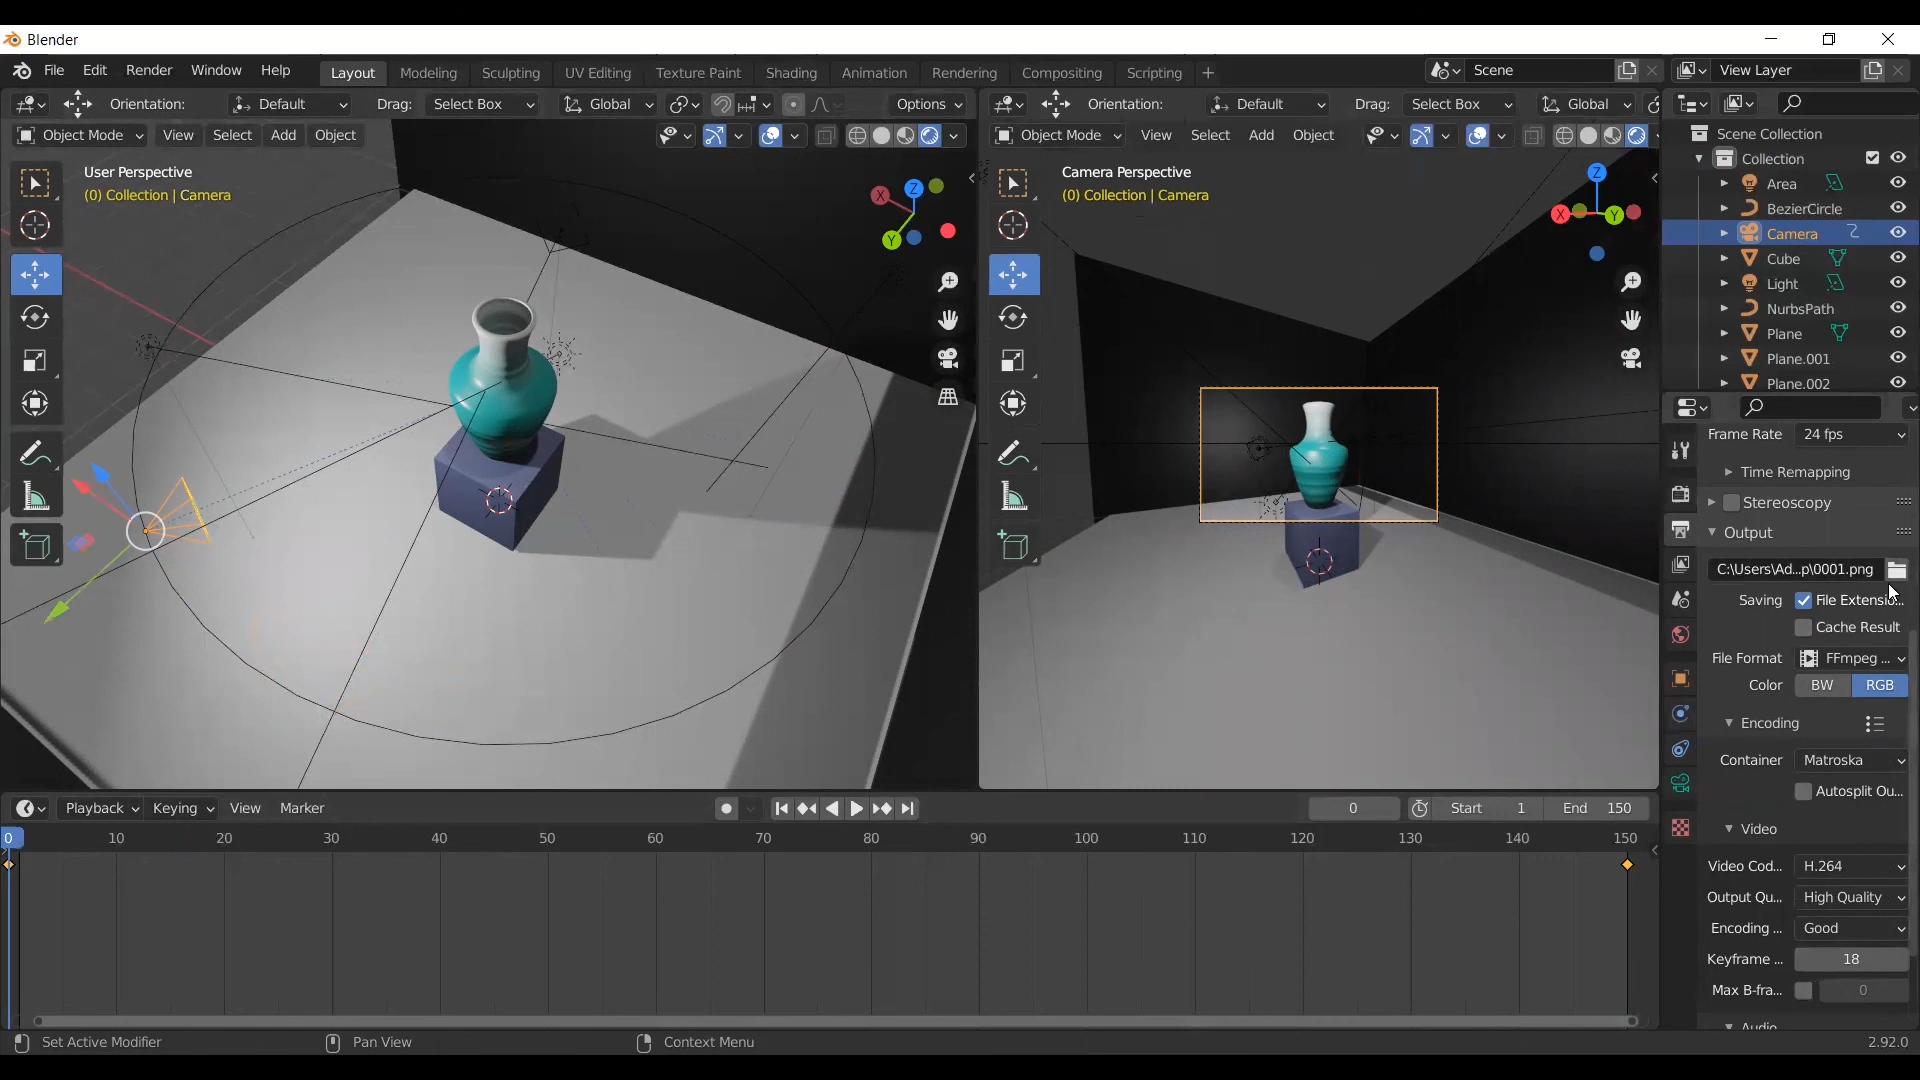 Blender
File Edit Render Window Help
Layout Modeling Sculpting UV Editing Texture Paint Shading Animation Rendering Compositing Scripting +
Scene
View Layer
Orientation: Default Drag: Select Box Global Options
Orientation: Default Drag: Select Box Global
Object Mode View Select Add Object
Object Mode View Select Add Object
User Perspective
(0) Collection | Camera
X Z Y
Camera Perspective
(0) Collection | Camera
Z X Y
Scene Collection
Collection
Area
BezierCircle
Camera
Cube
Light
NurbsPath
Plane
Plane.001
Plane.002
Frame Rate 24 fps
Time Remapping
Stereoscopy
Output
C:\Users\Ad...p\0001.png
Saving File Extensio...
Cache Result
File Format FFmpeg ...
Color BW RGB
Encoding
Container Matroska
Autosplit Ou...
Video
Video Cod... H.264
Output Qu... High Quality
Encoding ... Good
Keyframe ... 18
Max B-fra... 0
Audio
Playback Keying View Marker
0 Start 1 End 150
0 10 20 30 40 50 60 70 80 90 100 110 120 130 140 150
Set Active Modifier Pan View Context Menu 2.92.0